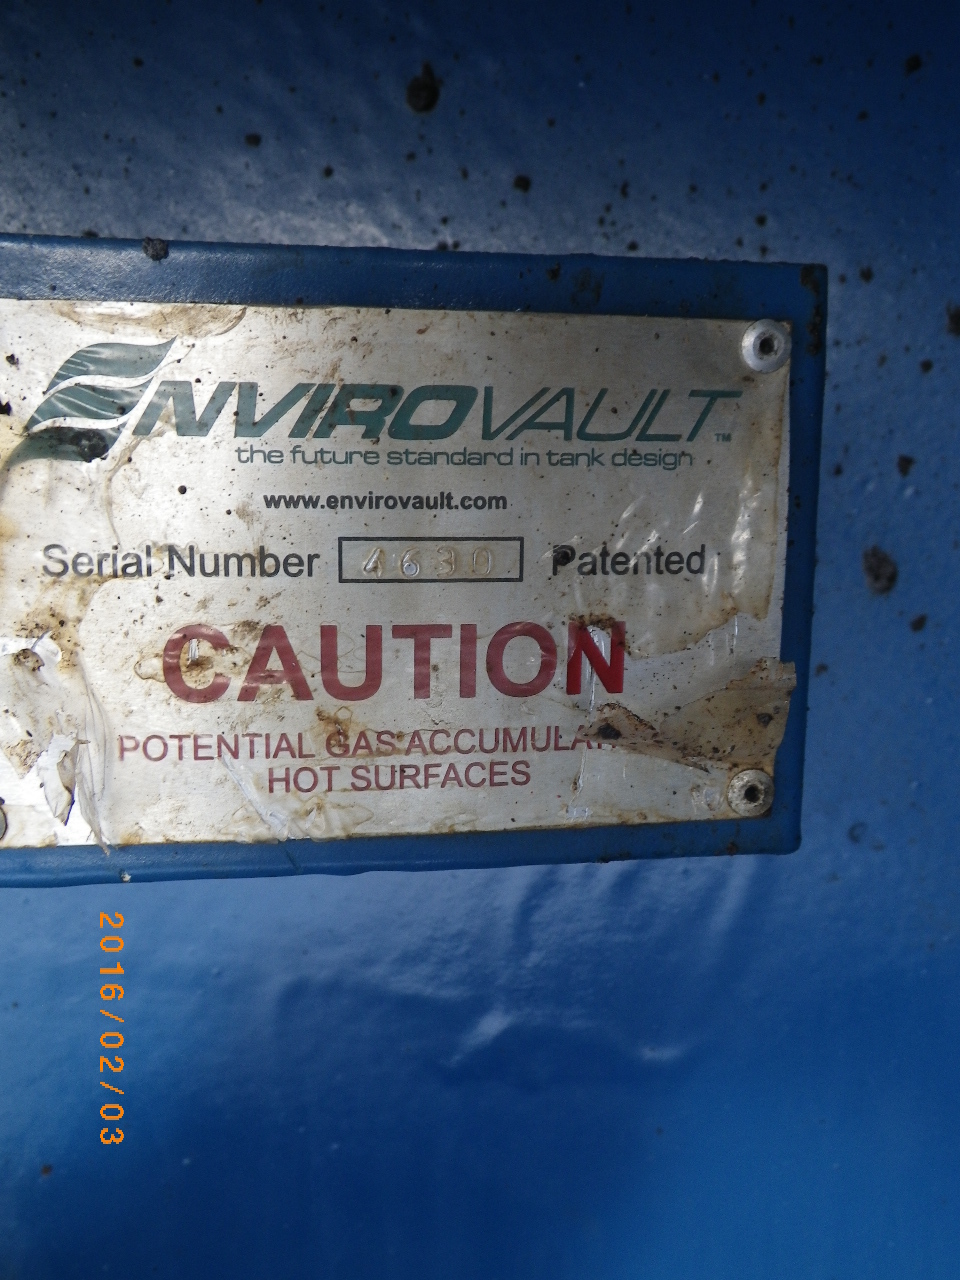 ENVIROVAULT™
the future standard in tank design
www.envirovault.com
Serial Number 4630 Patented
CAUTION
POTENTIAL GAS
HOT SURFACES
2016/02/03